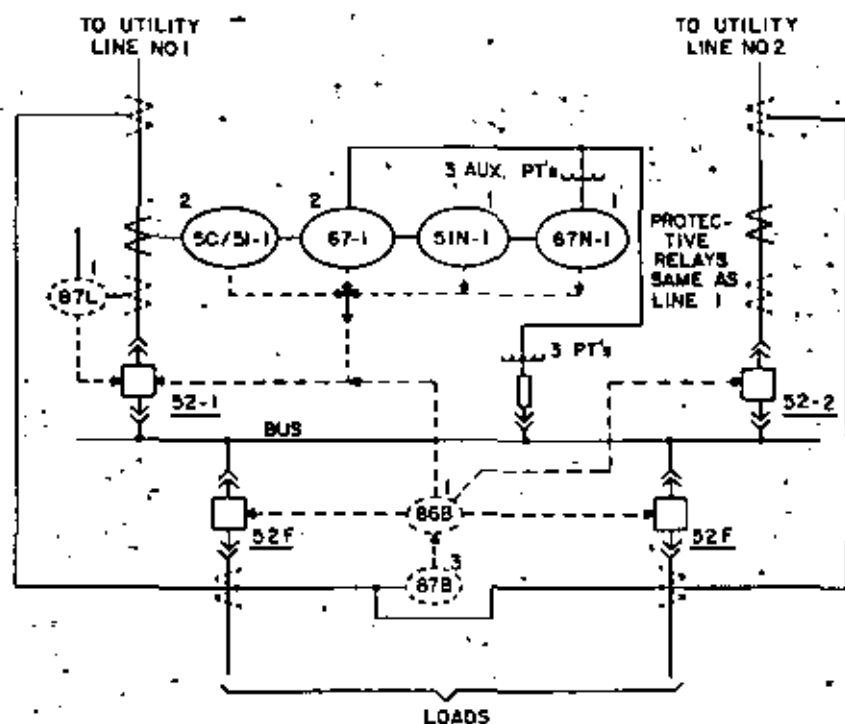 TO UTILITY
LINE NO 1
TO UTILITY
LINE NO 2
3 AUX. PT's
2
2
1
1
50/51-1
67-1
51N-1
67N-1
PROTEC-
TIVE
RELAYS
SAME AS
LINE 1
1
87L
3 PT's
52-1
52-2
BUS
1
86B
52F
52F
3
87B
LOADS